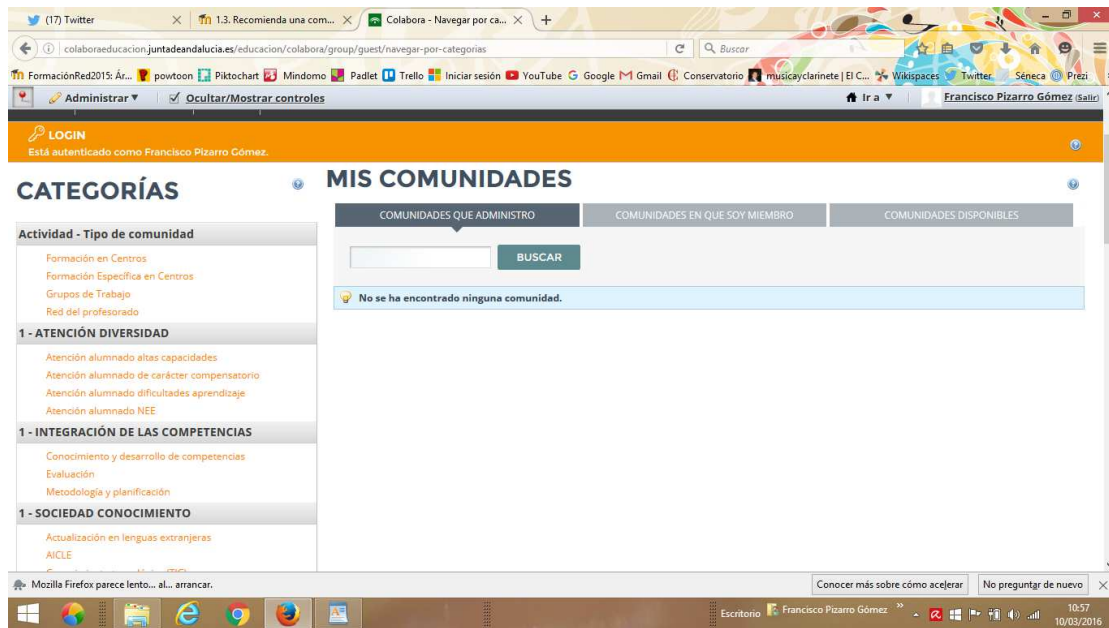 (17) Twitter
1.3. Recomienda una com...
Colabora - Navegar por ca...
colaboraeducacion.juntadeandalucia.es/educacion/colabora/group/guest/navegar-por-categorias
Buscar
FormaciónRed2015: Ár... powtoon Piktochart Mindomo Padlet Trello Iniciar sesión YouTube Google Gmail Conservatorio musicayclarinete | El C... Wikispaces Twitter Séneca Prezi
Administrar Ocultar/Mostrar controles Ir a Francisco Pizarro Gómez (Salir)
LOGIN
Está autenticado como Francisco Pizarro Gómez.
CATEGORÍAS
Actividad - Tipo de comunidad
Formación en Centros
Formación Específica en Centros
Grupos de Trabajo
Red del profesorado
1 - ATENCIÓN DIVERSIDAD
Atención alumnado altas capacidades
Atención alumnado de carácter compensatorio
Atención alumnado dificultades aprendizaje
Atención alumnado NEE
1 - INTEGRACIÓN DE LAS COMPETENCIAS
Conocimiento y desarrollo de competencias
Evaluación
Metodología y planificación
1 - SOCIEDAD CONOCIMIENTO
Actualización en lenguas extranjeras
AICLE
MIS COMUNIDADES
COMUNIDADES QUE ADMINISTRO COMUNIDADES EN QUE SOY MIEMBRO COMUNIDADES DISPONIBLES
BUSCAR
No se ha encontrado ninguna comunidad.
Mozilla Firefox parece lento... al... arrancar.
Conocer más sobre cómo acelerar
No preguntar de nuevo
Escritorio Francisco Pizarro Gómez
10:57
10/03/2016